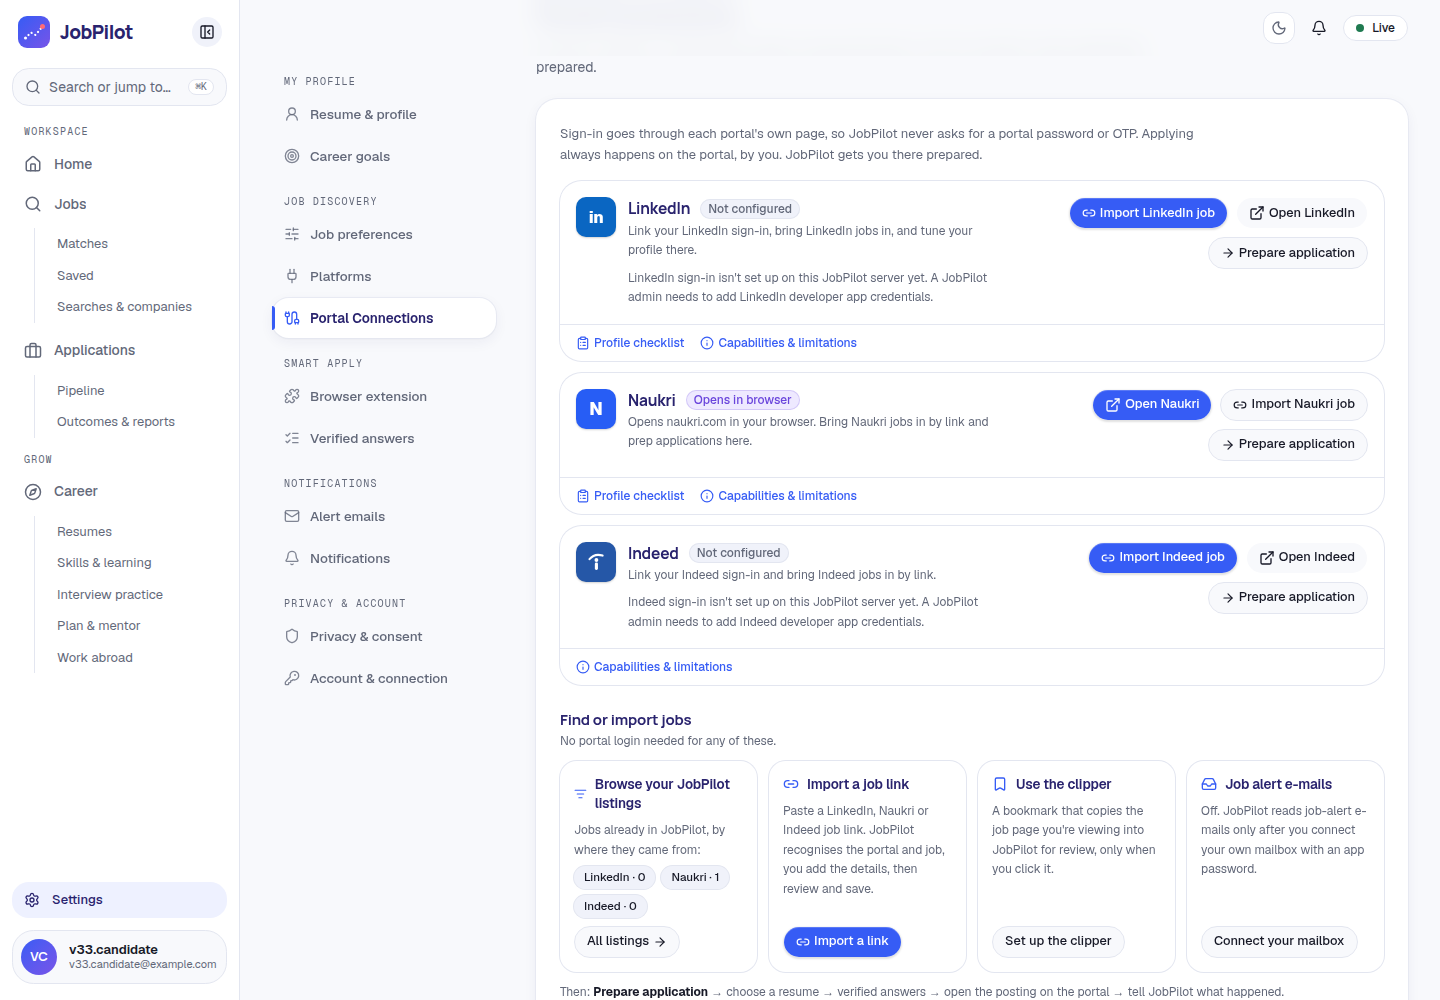 JobPilot
Live
Search or jump to... ⌘K
prepared.
WORKSPACE
Home
Jobs
Matches
Saved
Searches & companies
Applications
Pipeline
Outcomes & reports
GROW
Career
Resumes
Skills & learning
Interview practice
Plan & mentor
Work abroad
Settings
VC
v33.candidate
v33.candidate@example.com
MY PROFILE
Resume & profile
Career goals
JOB DISCOVERY
Job preferences
Platforms
Portal Connections
SMART APPLY
Browser extension
Verified answers
NOTIFICATIONS
Alert emails
Notifications
PRIVACY & ACCOUNT
Privacy & consent
Account & connection
Sign-in goes through each portal's own page, so JobPilot never asks for a portal password or OTP. Applying
always happens on the portal, by you. JobPilot gets you there prepared.
in
LinkedIn Not configured
Link your LinkedIn sign-in, bring LinkedIn jobs in, and tune your
profile there.
LinkedIn sign-in isn't set up on this JobPilot server yet. A JobPilot
admin needs to add LinkedIn developer app credentials.
Import LinkedIn job Open LinkedIn
→ Prepare application
Profile checklist Capabilities & limitations
N
Naukri Opens in browser
Opens naukri.com in your browser. Bring Naukri jobs in by link and
prep applications here.
Open Naukri Import Naukri job
→ Prepare application
Profile checklist Capabilities & limitations
Indeed Not configured
Link your Indeed sign-in and bring Indeed jobs in by link.
Indeed sign-in isn't set up on this JobPilot server yet. A JobPilot
admin needs to add Indeed developer app credentials.
Import Indeed job Open Indeed
→ Prepare application
Capabilities & limitations
Find or import jobs
No portal login needed for any of these.
Browse your JobPilot
listings
Jobs already in JobPilot, by
where they came from:
LinkedIn · 0 Naukri · 1
Indeed · 0
All listings →
Import a job link
Paste a LinkedIn, Naukri or
Indeed job link. JobPilot
recognises the portal and job,
you add the details, then
review and save.
Import a link
Use the clipper
A bookmark that copies the
job page you're viewing into
JobPilot for review, only when
you click it.
Set up the clipper
Job alert e-mails
Off. JobPilot reads job-alert e-
mails only after you connect
your own mailbox with an app
password.
Connect your mailbox
Then: Prepare application → choose a resume → verified answers → open the posting on the portal → tell JobPilot what happened.